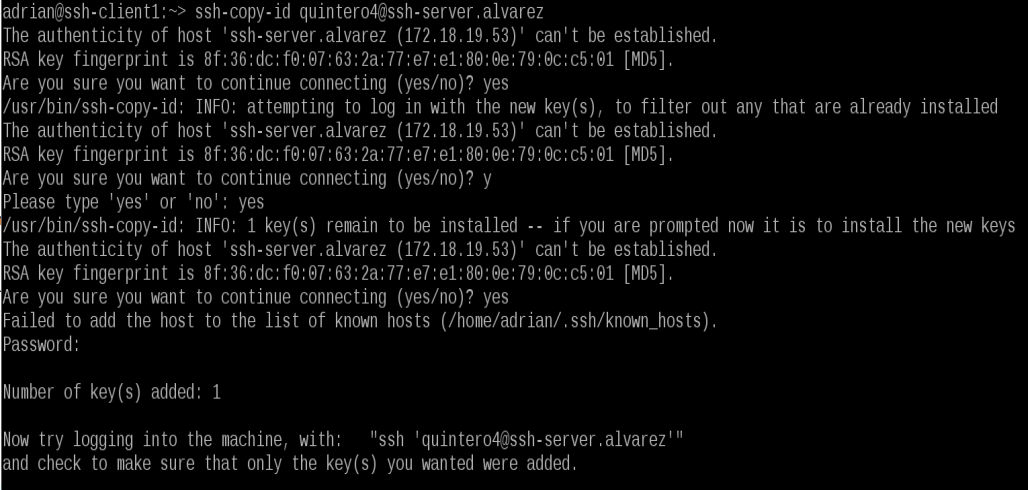 adrian@ssh-client1:~> ssh-copy-id quintero4@ssh-server.alvarez
The authenticity of host 'ssh-server.alvarez (172.18.19.53)' can't be established.
RSA key fingerprint is 8f:36:dc:f0:07:63:2a:77:e7:e1:80:0e:79:0c:c5:01 [MD5].
Are you sure you want to continue connecting (yes/no)? yes
/usr/bin/ssh-copy-id: INFO: attempting to log in with the new key(s), to filter out any that are already installed
The authenticity of host 'ssh-server.alvarez (172.18.19.53)' can't be established.
RSA key fingerprint is 8f:36:dc:f0:07:63:2a:77:e7:e1:80:0e:79:0c:c5:01 [MD5].
Are you sure you want to continue connecting (yes/no)? y
Please type 'yes' or 'no': yes
/usr/bin/ssh-copy-id: INFO: 1 key(s) remain to be installed -- if you are prompted now it is to install the new keys
The authenticity of host 'ssh-server.alvarez (172.18.19.53)' can't be established.
RSA key fingerprint is 8f:36:dc:f0:07:63:2a:77:e7:e1:80:0e:79:0c:c5:01 [MD5].
Are you sure you want to continue connecting (yes/no)? yes
Failed to add the host to the list of known hosts (/home/adrian/.ssh/known_hosts).
Password:
Number of key(s) added: 1
Now try logging into the machine, with:   "ssh 'quintero4@ssh-server.alvarez'"
and check to make sure that only the key(s) you wanted were added.